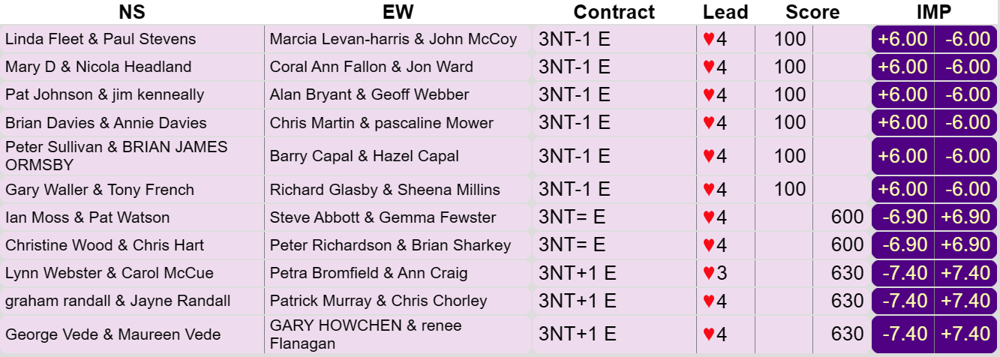 NS EW Contract Lead Score IMP
Linda Fleet & Paul Stevens Marcia Levan-harris & John McCoy 3NT-1 E ♥4 100 +6.00 -6.00
Mary D & Nicola Headland Coral Ann Fallon & Jon Ward 3NT-1 E ♥4 100 +6.00 -6.00
Pat Johnson & jim kenneally Alan Bryant & Geoff Webber 3NT-1 E ♥4 100 +6.00 -6.00
Brian Davies & Annie Davies Chris Martin & pascaline Mower 3NT-1 E ♥4 100 +6.00 -6.00
Peter Sullivan & BRIAN JAMES
ORMSBY Barry Capal & Hazel Capal 3NT-1 E ♥4 100 +6.00 -6.00
Gary Waller & Tony French Richard Glasby & Sheena Millins 3NT-1 E ♥4 100 +6.00 -6.00
Ian Moss & Pat Watson Steve Abbott & Gemma Fewster 3NT= E ♥4 600 -6.90 +6.90
Christine Wood & Chris Hart Peter Richardson & Brian Sharkey 3NT= E ♥4 600 -6.90 +6.90
Lynn Webster & Carol McCue Petra Bromfield & Ann Craig 3NT+1 E ♥3 630 -7.40 +7.40
graham randall & Jayne Randall Patrick Murray & Chris Chorley 3NT+1 E ♥4 630 -7.40 +7.40
George Vede & Maureen Vede GARY HOWCHEN & renee
Flanagan 3NT+1 E ♥4 630 -7.40 +7.40